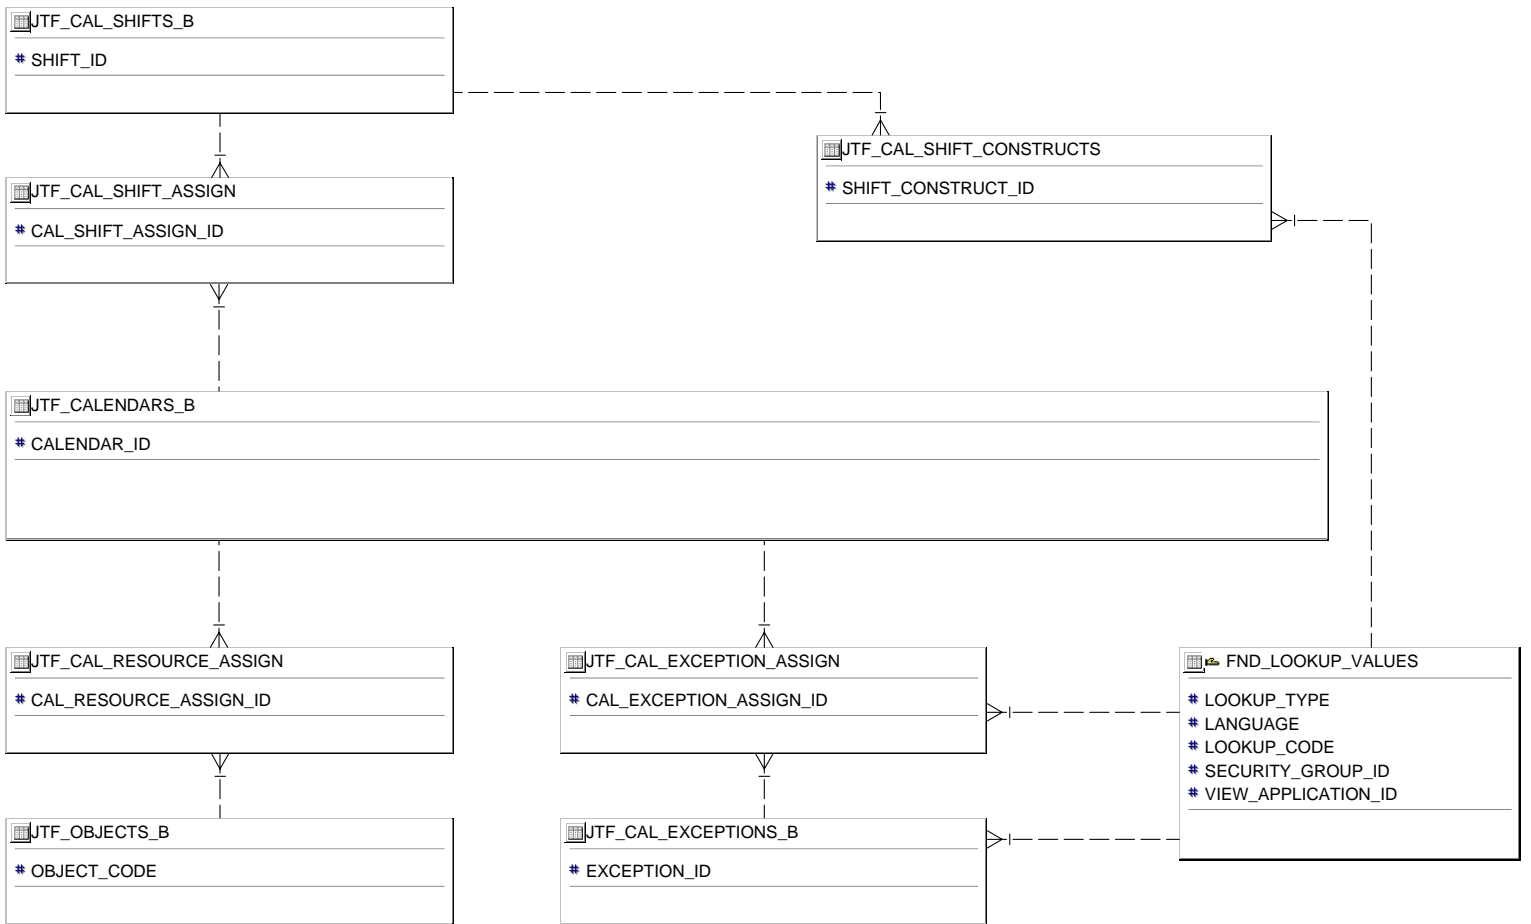 JTF_CAL_SHIFTS_B
# SHIFT_ID
JTF_CAL_SHIFT_CONSTRUCTS
# SHIFT_CONSTRUCT_ID
JTF_CAL_SHIFT_ASSIGN
# CAL_SHIFT_ASSIGN_ID
JTF_CALENDARS_B
# CALENDAR_ID
JTF_CAL_RESOURCE_ASSIGN
# CAL_RESOURCE_ASSIGN_ID
JTF_CAL_EXCEPTION_ASSIGN
# CAL_EXCEPTION_ASSIGN_ID
FND_LOOKUP_VALUES
# LOOKUP_TYPE
# LANGUAGE
# LOOKUP_CODE
# SECURITY_GROUP_ID
# VIEW_APPLICATION_ID
JTF_OBJECTS_B
# OBJECT_CODE
JTF_CAL_EXCEPTIONS_B
# EXCEPTION_ID